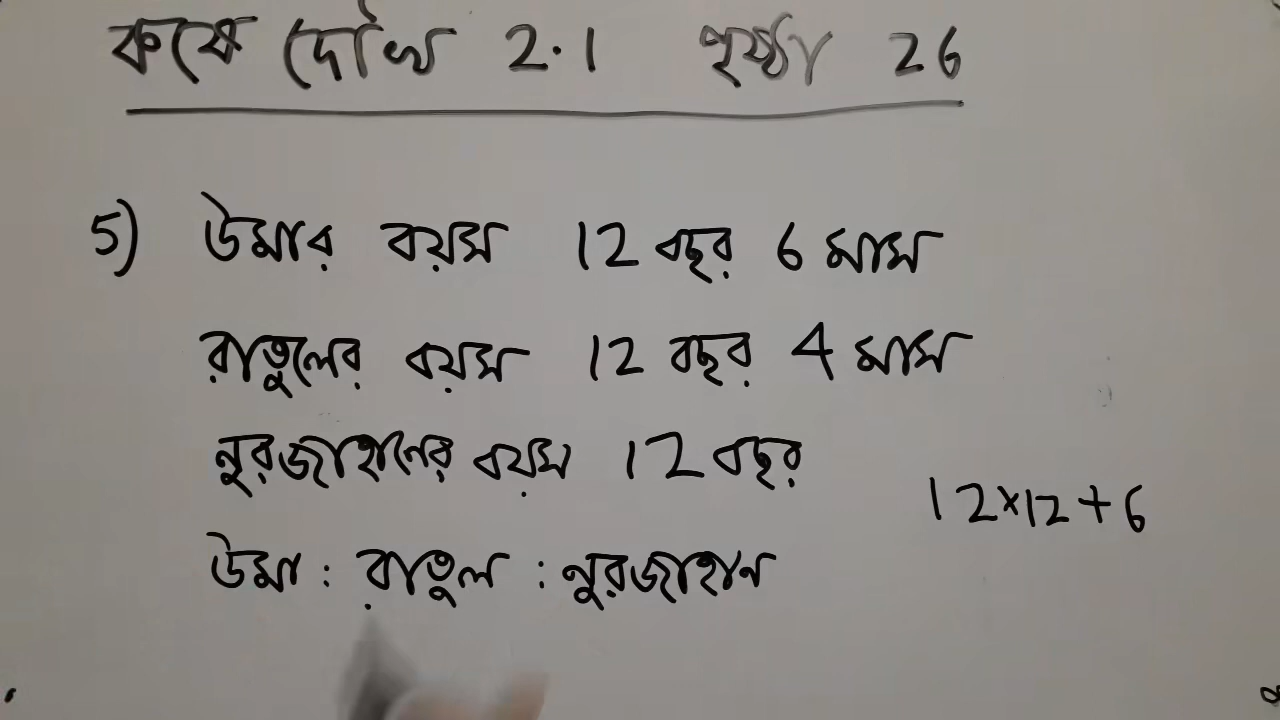 কষে দেখি 2.1 পৃষ্ঠা 26
5) উমার বয়স 12 বছর 6 মাস
রাতুলের বয়স 12 বছর 4 মাস
নুরজাহানের বয়স 12 বছর
12×12+6
উমা : রাতুল : নুরজাহান